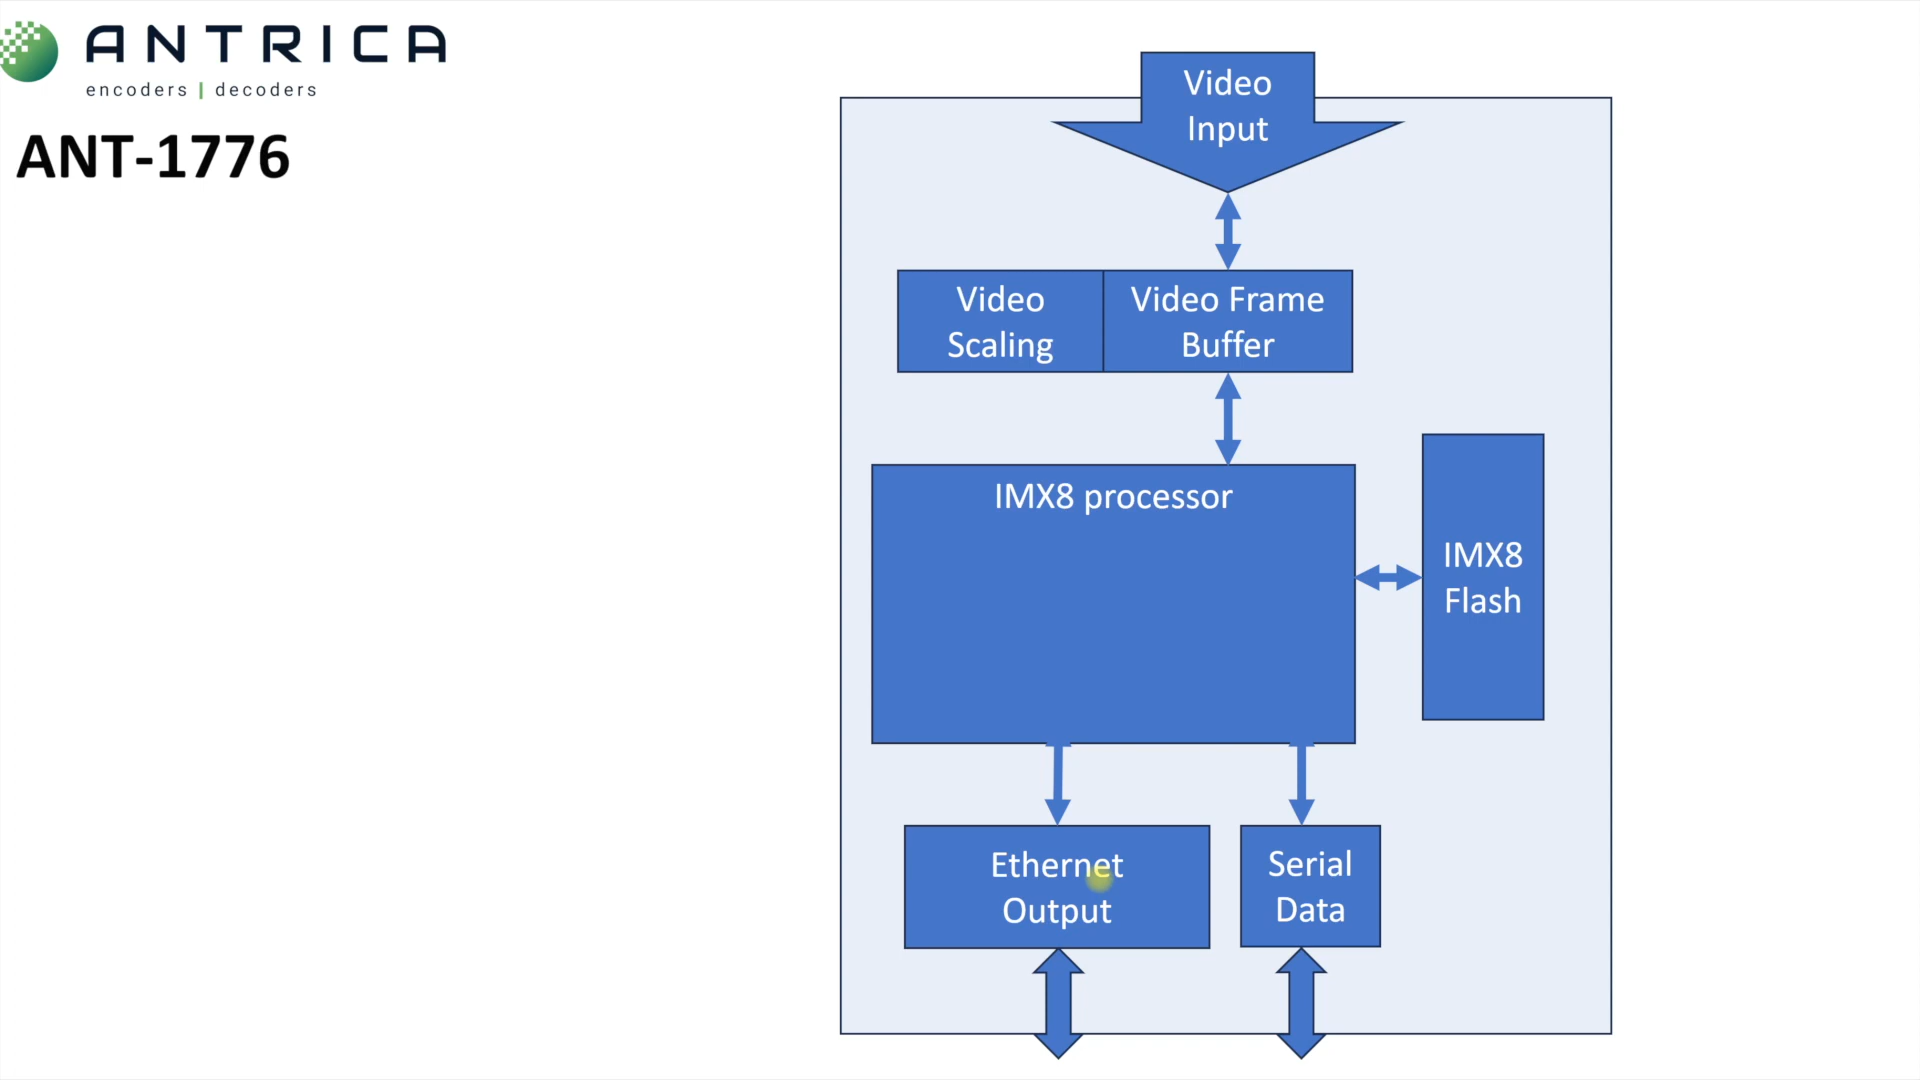 ANTRICA
encoders | decoders
ANT-1776
Video
Input
Video
Scaling
Video Frame
Buffer
IMX8 processor
IMX8
Flash
Ethernet
Output
Serial
Data